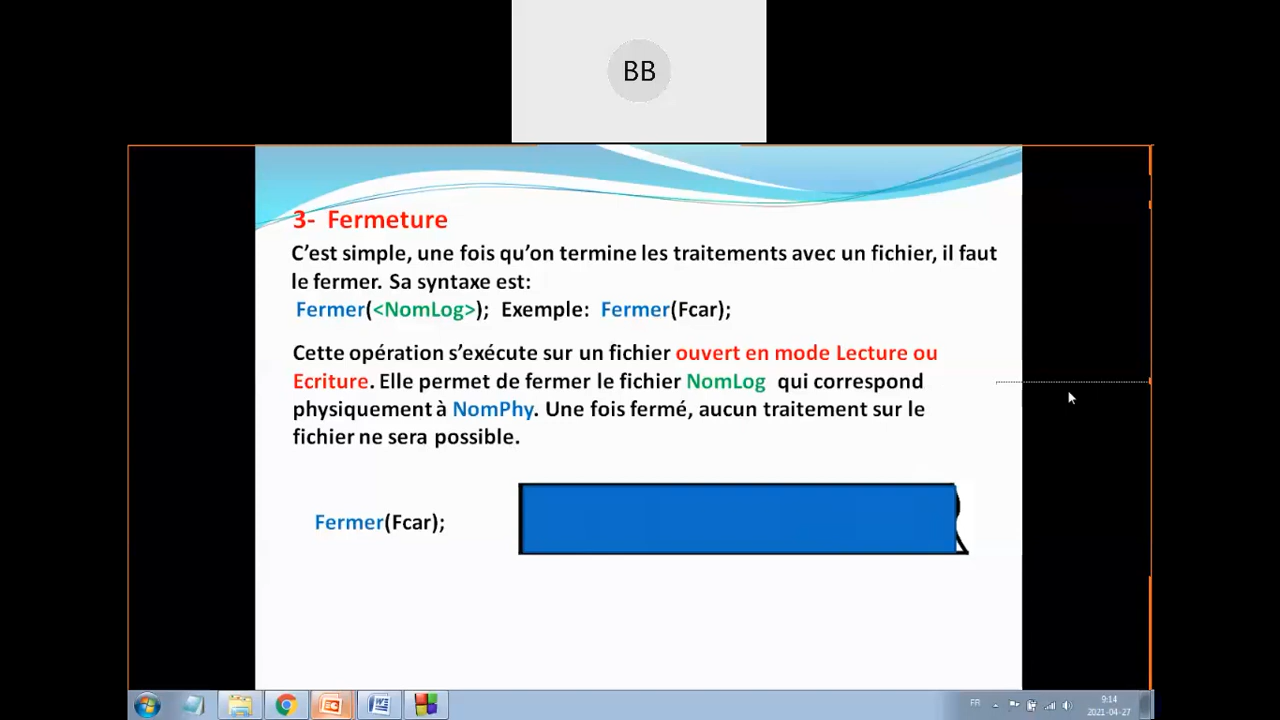 BB
3- Fermeture
C’est simple, une fois qu’on termine les traitements avec un fichier, il faut
le fermer. Sa syntaxe est:
Fermer(<NomLog>); Exemple: Fermer(Fcar);
Cette opération s’exécute sur un fichier ouvert en mode Lecture ou
Ecriture. Elle permet de fermer le fichier NomLog qui correspond
physiquement à NomPhy. Une fois fermé, aucun traitement sur le
fichier ne sera possible.
Fermer(Fcar);
FR
9:14
2021-04-27